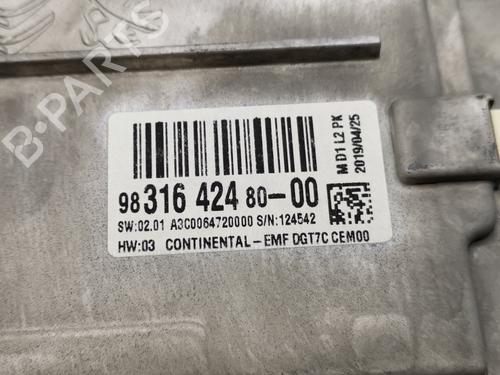 B-PARTS
98 316 424 80-00
SW:02.01 A3C0064720000 S/N:124542
HW:03 CONTINENTAL-EMF DGT7C CEM00
M D1 L2 PK
2019/04/25